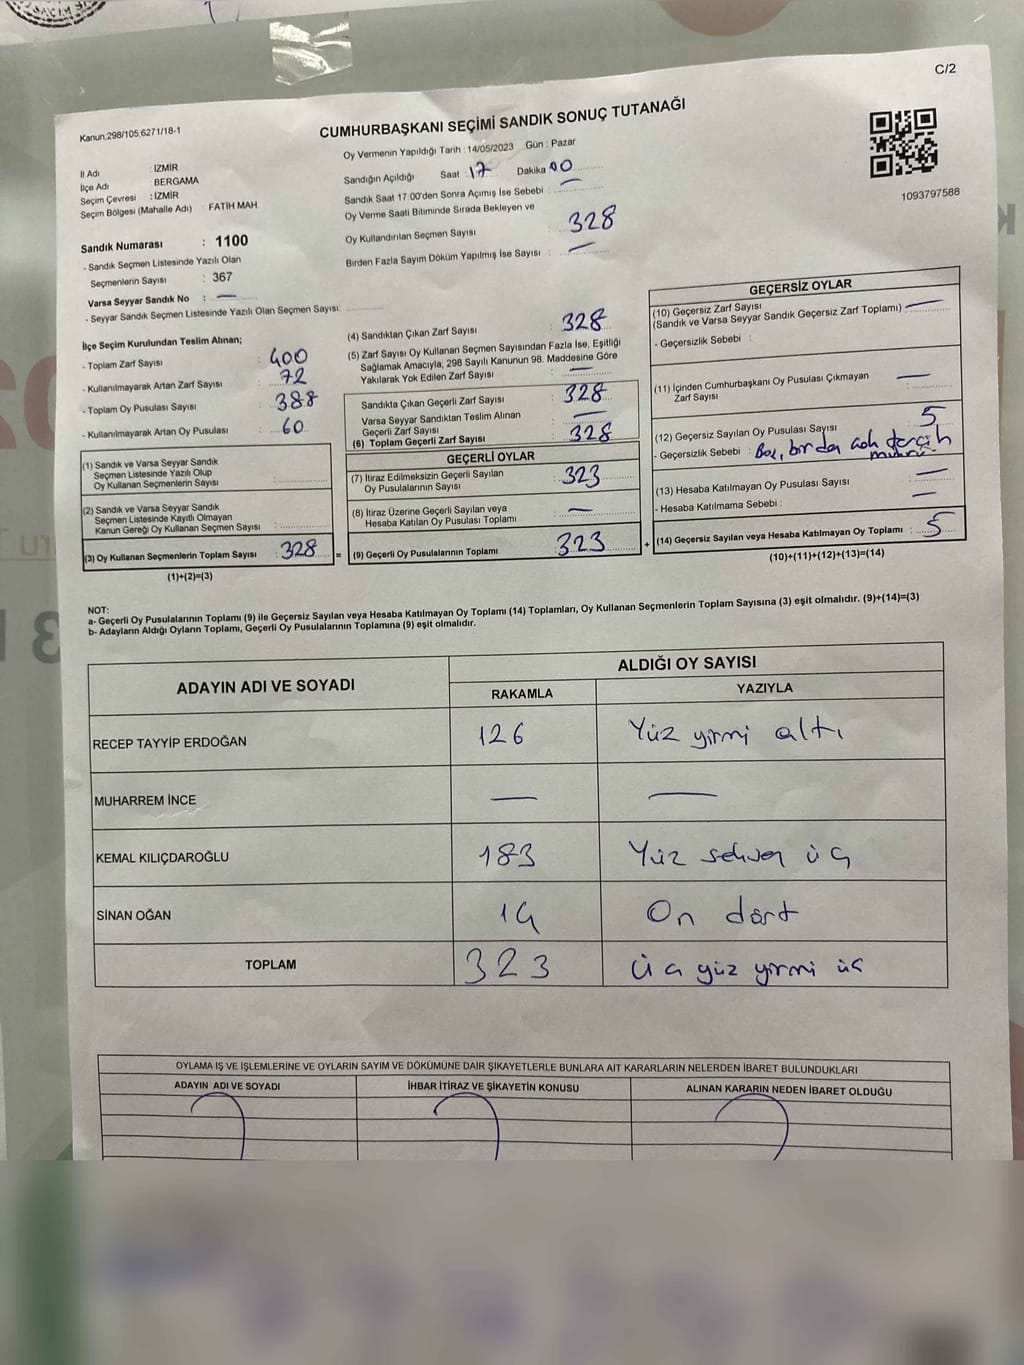 C/2
Kanun,298/105;6271/18-1
CUMHURBAŞKANI SEÇİMİ SANDIK SONUÇ TUTANAĞI
1093797588
İl Adı : İZMİR
İlçe Adı BERGAMA
Seçim Çevresi : İZMİR
Seçim Bölgesi (Mahalle Adı) : FATİH MAH.
Sandık Numarası : 1100
- Sandık Seçmen Listesinde Yazılı Olan
Seçmenlerin Sayısı : 367
Varsa Seyyar Sandık No : —
- Seyyar Sandık Seçmen Listesinde Yazılı Olan Seçmen Sayısı:
Oy Vermenin Yapıldığı Tarih : 14/05/2023 Gün : Pazar
Sandığın Açıldığı Saat : 17 Dakika 00
Sandık Saat 17:00'den Sonra Açımış İse Sebebi : —
Oy Verme Saati Bitiminde Sırada Bekleyen ve
Oy Kullandırılan Seçmen Sayısı : 328
Birden Fazla Sayım Döküm Yapılmış İse Sayısı : —
İlçe Seçim Kurulundan Teslim Alınan;
- Toplam Zarf Sayısı : 400
- Kullanılmayarak Artan Zarf Sayısı : 72
- Toplam Oy Pusulası Sayısı : 388
- Kullanılmayarak Artan Oy Pusulası : 60
(1) Sandık ve Varsa Seyyar Sandık
Seçmen Listesinde Yazılı Olup
Oy Kullanan Seçmenlerin Sayısı :
(2) Sandık ve Varsa Seyyar Sandık
Seçmen Listesinde Kayıtlı Olmayan
Kanun Gereği Oy Kullanan Seçmen Sayısı :
(3) Oy Kullanan Seçmenlerin Toplam Sayısı : 328 =
(1)+(2)=(3)
(4) Sandıktan Çıkan Zarf Sayısı : 328
(5) Zarf Sayısı Oy Kullanan Seçmen Sayısından Fazla İse, Eşitliği
Sağlamak Amacıyla, 298 Sayılı Kanunun 98. Maddesine Göre
Yakılarak Yok Edilen Zarf Sayısı : —
Sandıkta Çıkan Geçerli Zarf Sayısı : 328
Varsa Seyyar Sandıktan Teslim Alınan
Geçerli Zarf Sayısı : —
(6) Toplam Geçerli Zarf Sayısı : 328
GEÇERLİ OYLAR
(7) İtiraz Edilmeksizin Geçerli Sayılan
Oy Pusulalarının Sayısı : 323
(8) İtiraz Üzerine Geçerli Sayılan veya
Hesaba Katılan Oy Pusulası Toplamı : —
(9) Geçerli Oy Pusulalarının Toplamı : 323 +
GEÇERSİZ OYLAR
(10) Geçersiz Zarf Sayısı
(Sandık ve Varsa Seyyar Sandık Geçersiz Zarf Toplamı) —
- Geçersizlik Sebebi :
(11) İçinden Cumhurbaşkanı Oy Pusulası Çıkmayan
Zarf Sayısı : —
(12) Geçersiz Sayılan Oy Pusulası Sayısı : 5
- Geçersizlik Sebebi : Boş, birden çok tercih
(13) Hesaba Katılmayan Oy Pusulası Sayısı : —
- Hesaba Katılmama Sebebi : —
(14) Geçersiz Sayılan veya Hesaba Katılmayan Oy Toplamı : 5
(10)+(11)+(12)+(13)=(14)
NOT:
a- Geçerli Oy Pusulalarının Toplamı (9) ile Geçersiz Sayılan veya Hesaba Katılmayan Oy Toplamı (14) Toplamları, Oy Kullanan Seçmenlerin Toplam Sayısına (3) eşit olmalıdır. (9)+(14)=(3)
b- Adayların Aldığı Oyların Toplamı, Geçerli Oy Pusulalarının Toplamına (9) eşit olmalıdır.
ADAYIN ADI VE SOYADI
ALDIĞI OY SAYISI
RAKAMLA YAZIYLA
RECEP TAYYİP ERDOĞAN 126 Yüz yirmi altı
MUHARREM İNCE — —
KEMAL KILIÇDAROĞLU 183 Yüz seksen üç
SİNAN OĞAN 14 On dört
TOPLAM 323 Üç yüz yirmi üç
OYLAMA İŞ VE İŞLEMLERİNE VE OYLARIN SAYIM VE DÖKÜMÜNE DAİR ŞİKAYETLERLE BUNLARA AİT KARARLARIN NELERDEN İBARET BULUNDUKLARI
ADAYIN ADI VE SOYADI İHBAR İTİRAZ VE ŞİKAYETİN KONUSU ALINAN KARARIN NEDEN İBARET OLDUĞU